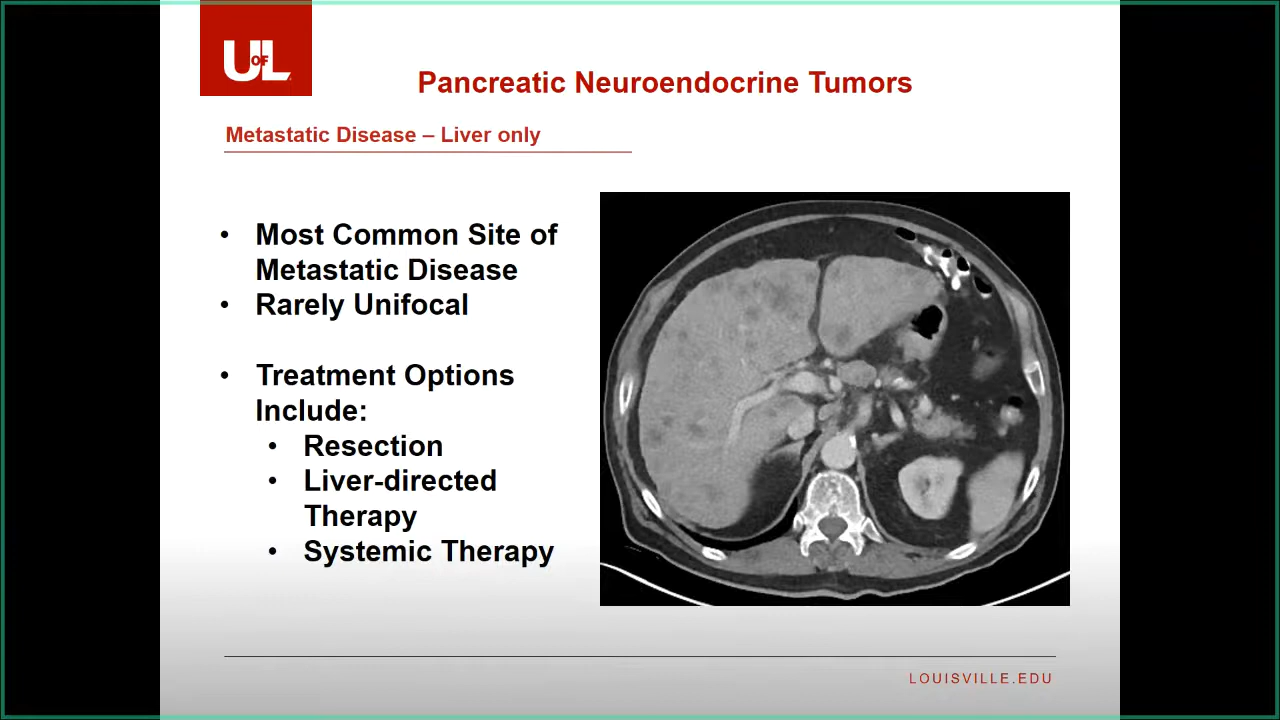 UofL
Pancreatic Neuroendocrine Tumors
Metastatic Disease – Liver only
• Most Common Site of
Metastatic Disease
• Rarely Unifocal
• Treatment Options
Include:
• Resection
• Liver-directed
Therapy
• Systemic Therapy
LOUISVILLE.EDU